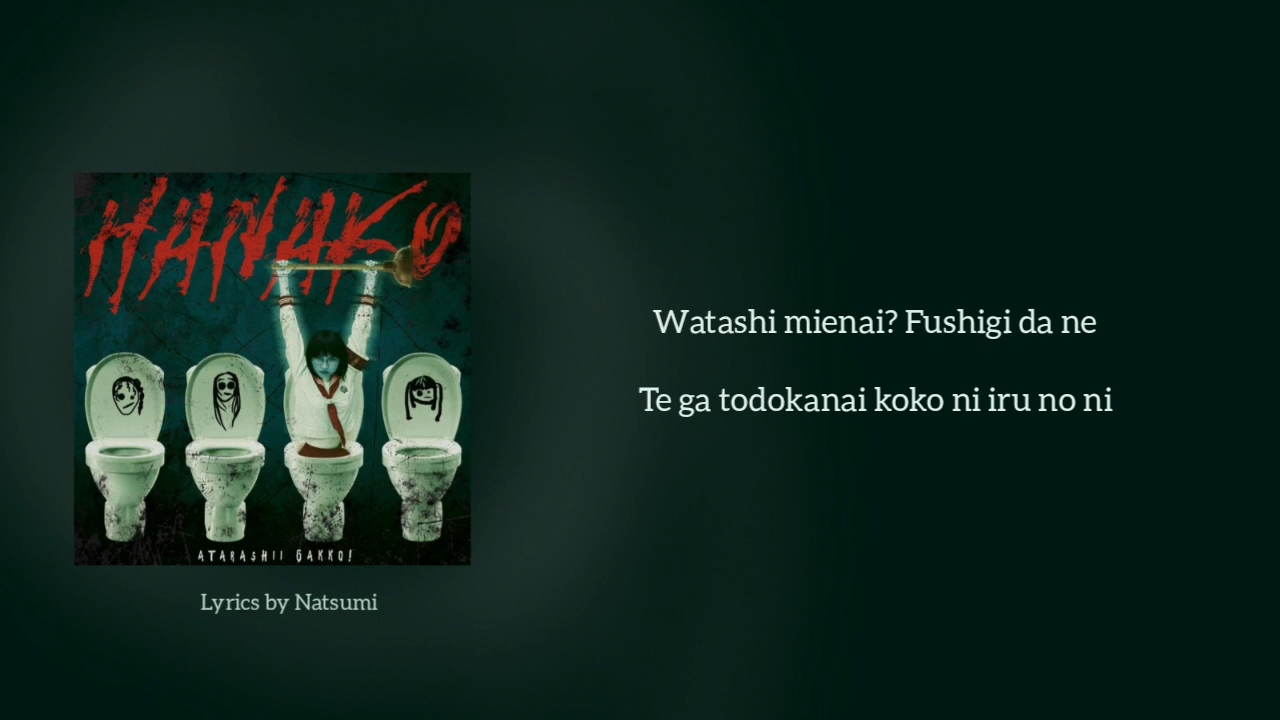 HANAKO
ATARASHII GAKKO!
Lyrics by Natsumi
Watashi mienai? Fushigi da ne
Te ga todokanai koko ni iru no ni